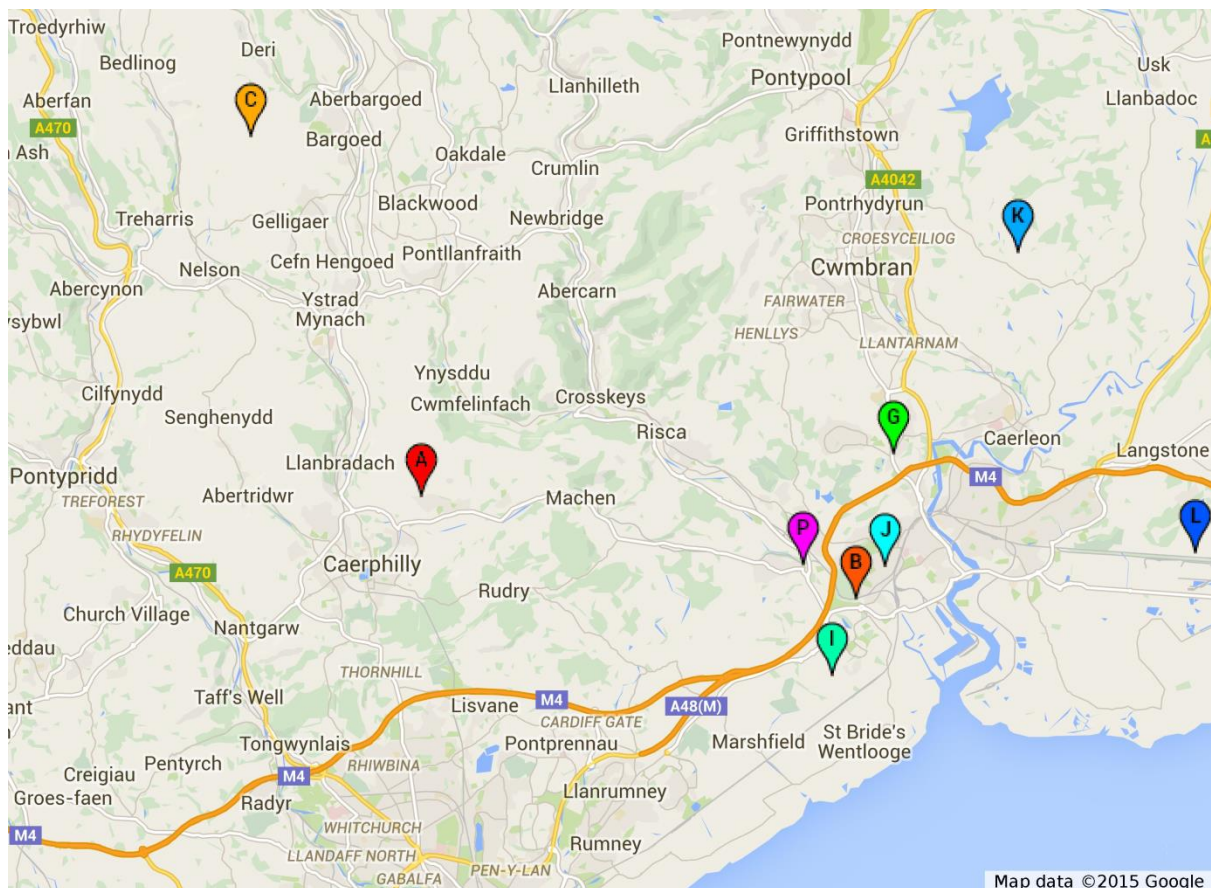 Troedyrhiw
Deri
Pontnewynydd
Usk
Bedlinog
Pontypool
Llanhilleth
Llanbadoc
Aberfan
C
Aberbargoed
A470
Bargoed
Griffithstown
Ash
Oakdale
Crumlin
A4042
Blackwood
Pontrhydyrun
Treharris
Gelligaer
Newbridge
K
CROESYCEILIOG
Nelson
Cefn Hengoed
Pontllanfraith
Cwmbran
Abercynon
Abercarn
Ystrad
Mynach
FAIRWATER
ysybwl
HENLLYS
LLANTARNAM
Ynysddu
Cilfynydd
Cwmfelinfach
Crosskeys
Senghenydd
G
Risca
Caerleon
Langstone
Llanbradach
A
Pontypridd
M4
TREFOREST
Abertridwr
Machen
L
RHYDYFELIN
P
J
Caerphilly
B
A470
Rudry
Church Village
Nantgarw
I
eddau
THORNHILL
Taff's Well
M4
Lisvane
A48(M)
ant
CARDIFF GATE
St Bride's
Wentlooge
Tongwynlais
Pontprennau
Marshfield
Pentyrch
RHIWBINA
Creigiau
M4
Llanrumney
Groes-faen
Radyr
WHITCHURCH
M4
Rumney
LLANDAFF NORTH
PEN-Y-LAN
GABALFA
Map data ©2015 Google